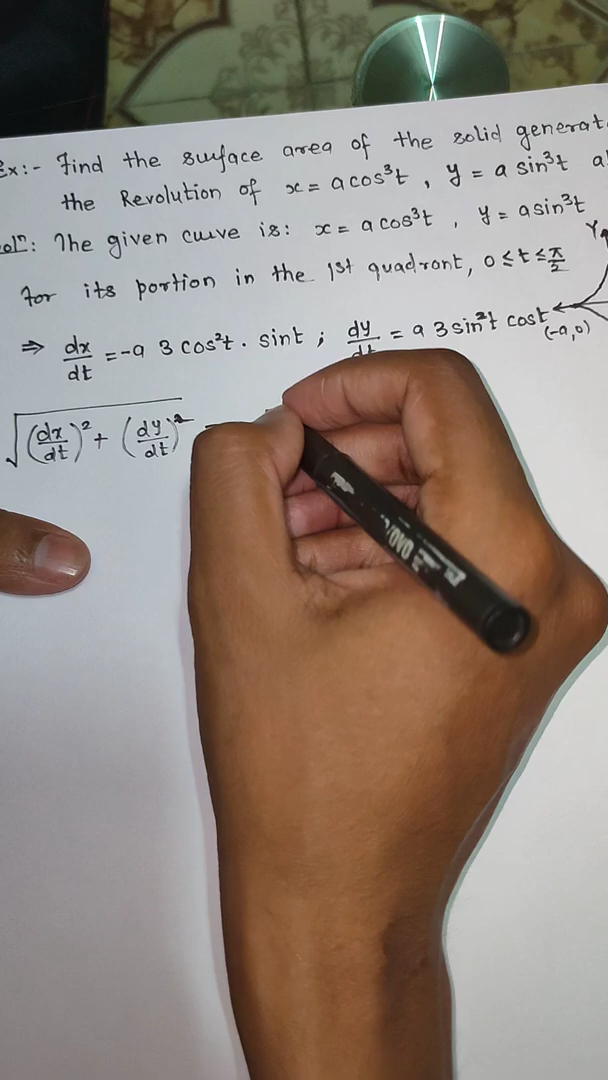 Ex:- Find the surface area of the solid generat
the Revolution of x = a cos³t , y = a sin³t a
Solⁿ: The given curve is: x = a cos³t , y = a sin³t
for its portion in the 1st quadrant, 0 ≤ t ≤ π/2
Y
(-a,0)
⇒ dx/dt = -a 3 cos²t . sint ; dy/dt = a 3 sin²t cost
√((dx/dt)² + (dy/dt)²) =